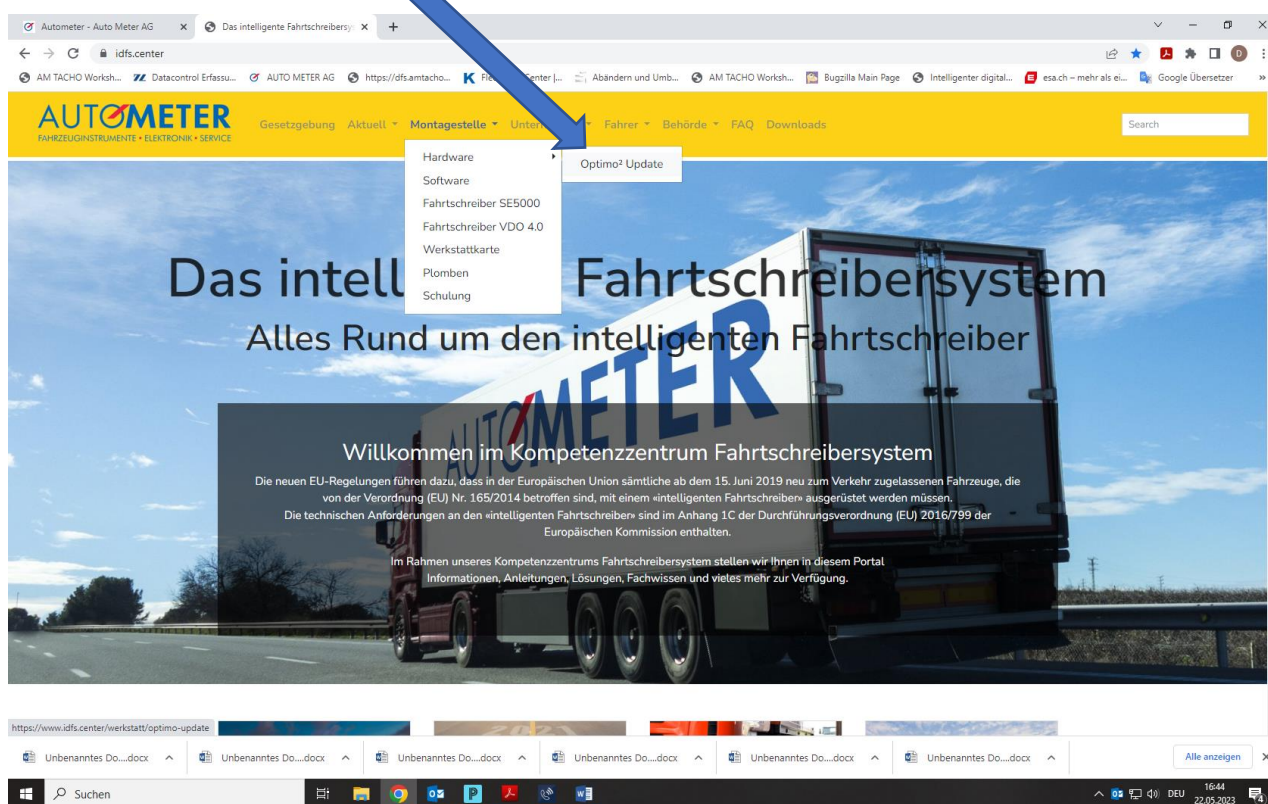 Autometer - Auto Meter AG
Das intelligente Fahrtschreibersy
idfs.center
AM TACHO Worksh...
Datacontrol Erfassu...
AUTO METER AG
https://dfs.amtacho...
Abändern und Umb...
AM TACHO Worksh...
Bugzilla Main Page
Intelligenter digital...
esa.ch – mehr als ei...
Google Übersetzer
AUTOMETER
FAHRZEUGINSTRUMENTE • ELEKTRONIK • SERVICE
Gesetzgebung Aktuell Montagestelle Fahrer Behörde FAQ Downloads
Search
Hardware
Optimo² Update
Software
Fahrtschreiber SE5000
Fahrtschreiber VDO 4.0
Werkstattkarte
Plomben
Schulung
Das intell Fahrtschreibersystem
Alles Rund um den intelligenten Fahrtschreiber
AUTOMETER
AUTOMETER
Willkommen im Kompetenzzentrum Fahrtschreibersystem
Die neuen EU-Regelungen führen dazu, dass in der Europäischen Union sämtliche ab dem 15. Juni 2019 neu zum Verkehr zugelassenen Fahrzeuge, die
von der Verordnung (EU) Nr. 165/2014 betroffen sind, mit einem «intelligenten Fahrtschreiber» ausgerüstet werden müssen.
Die technischen Anforderungen an den «intelligenten Fahrtschreiber» sind im Anhang 1C der Durchführungsverordnung (EU) 2016/799 der
Europäischen Kommission enthalten.
Im Rahmen unseres Kompetenzzentrums Fahrtschreibersystem stellen wir Ihnen in diesem Portal
Informationen, Anleitungen, Lösungen, Fachwissen und vieles mehr zur Verfügung.
https://www.idfs.center/werkstatt/optimo-update
Unbenanntes Do....docx
Unbenanntes Do....docx
Unbenanntes Do....docx
Unbenanntes Do....docx
Unbenanntes Do....docx
Unbenanntes Do....docx
Alle anzeigen
Suchen
DEU
16:44
22.05.2023